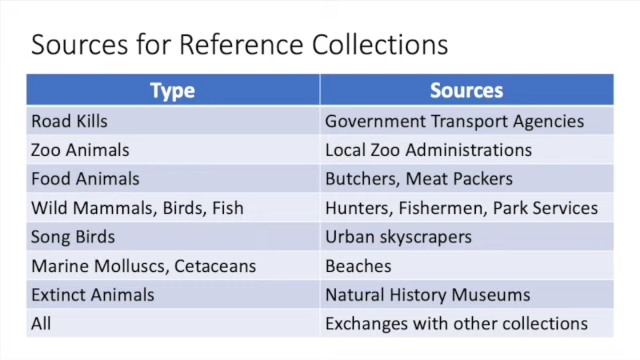 Sources for Reference Collections
Type Sources
Road Kills Government Transport Agencies
Zoo Animals Local Zoo Administrations
Food Animals Butchers, Meat Packers
Wild Mammals, Birds, Fish Hunters, Fishermen, Park Services
Song Birds Urban skyscrapers
Marine Molluscs, Cetaceans Beaches
Extinct Animals Natural History Museums
All Exchanges with other collections